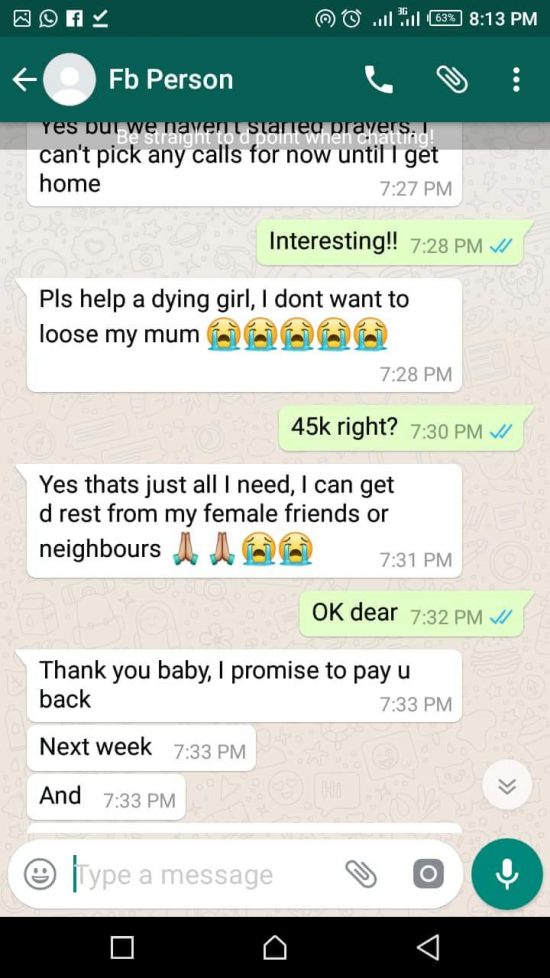 3G
63%
8:13 PM
Fb Person
Yes but we haven't started prayers, I
Be straight to d point when chatting!
can't pick any calls for now until I get
home
7:27 PM
Interesting!! 7:28 PM
Pls help a dying girl, I dont want to
loose my mum 😭😭😭😭😭
7:28 PM
45k right? 7:30 PM
Yes thats just all I need, I can get
d rest from my female friends or
neighbours 🙏🙏😭😭
7:31 PM
OK dear 7:32 PM
Thank you baby, I promise to pay u
back
7:33 PM
Next week 7:33 PM
And 7:33 PM
Type a message